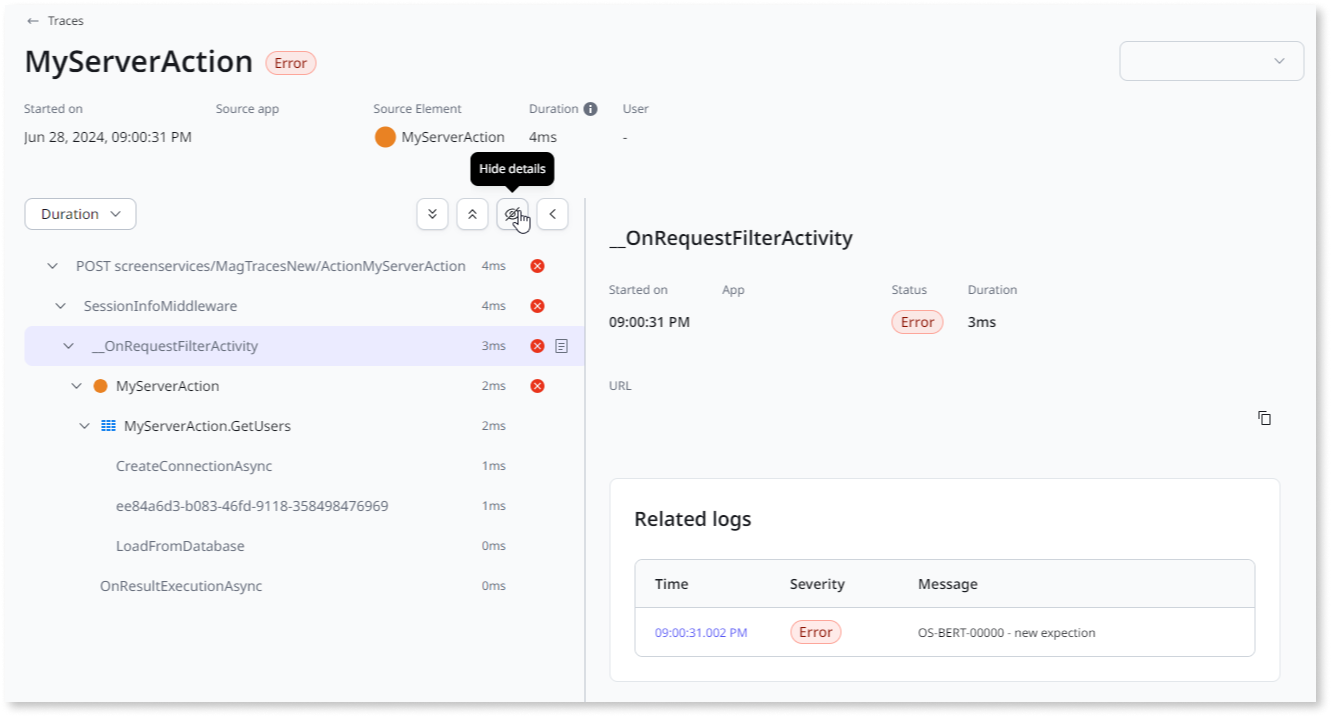 ← Traces
MyServerAction Error
Started on Source app Source Element Duration User
Jun 28, 2024, 09:00:31 PM MyServerAction 4ms -
Hide details
Duration
POST screenservices/MagTracesNew/ActionMyServerAction 4ms
SessionInfoMiddleware 4ms
__OnRequestFilterActivity 3ms
MyServerAction 2ms
MyServerAction.GetUsers 2ms
CreateConnectionAsync 1ms
ee84a6d3-b083-46fd-9118-358498476969 1ms
LoadFromDatabase 0ms
OnResultExecutionAsync 0ms
__OnRequestFilterActivity
Started on App Status Duration
09:00:31 PM Error 3ms
URL
Related logs
Time Severity Message
09:00:31.002 PM Error OS-BERT-00000 - new expection